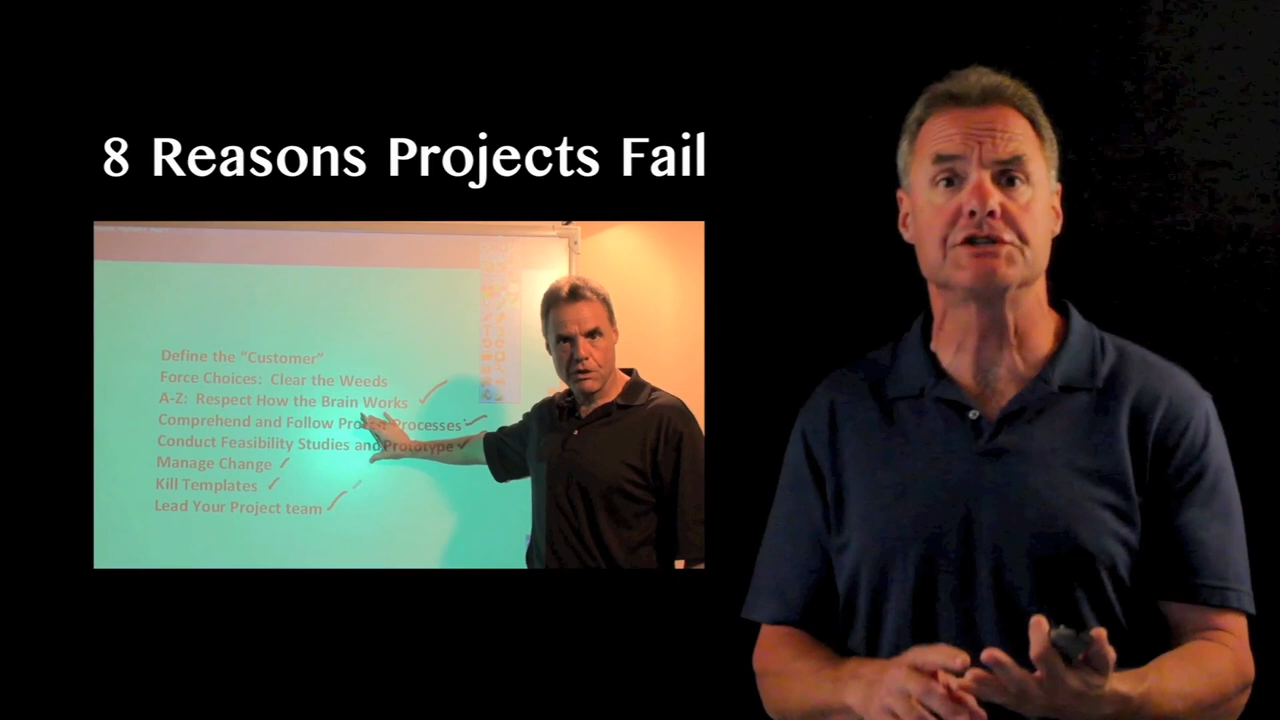 8 Reasons Projects Fail
Define the “Customer”
Force Choices: Clear the Weeds
A-Z: Respect How the Brain Works
Comprehend and Follow Proven Processes
Conduct Feasibility Studies and Prototype
Manage Change
Kill Templates
Lead Your Project team